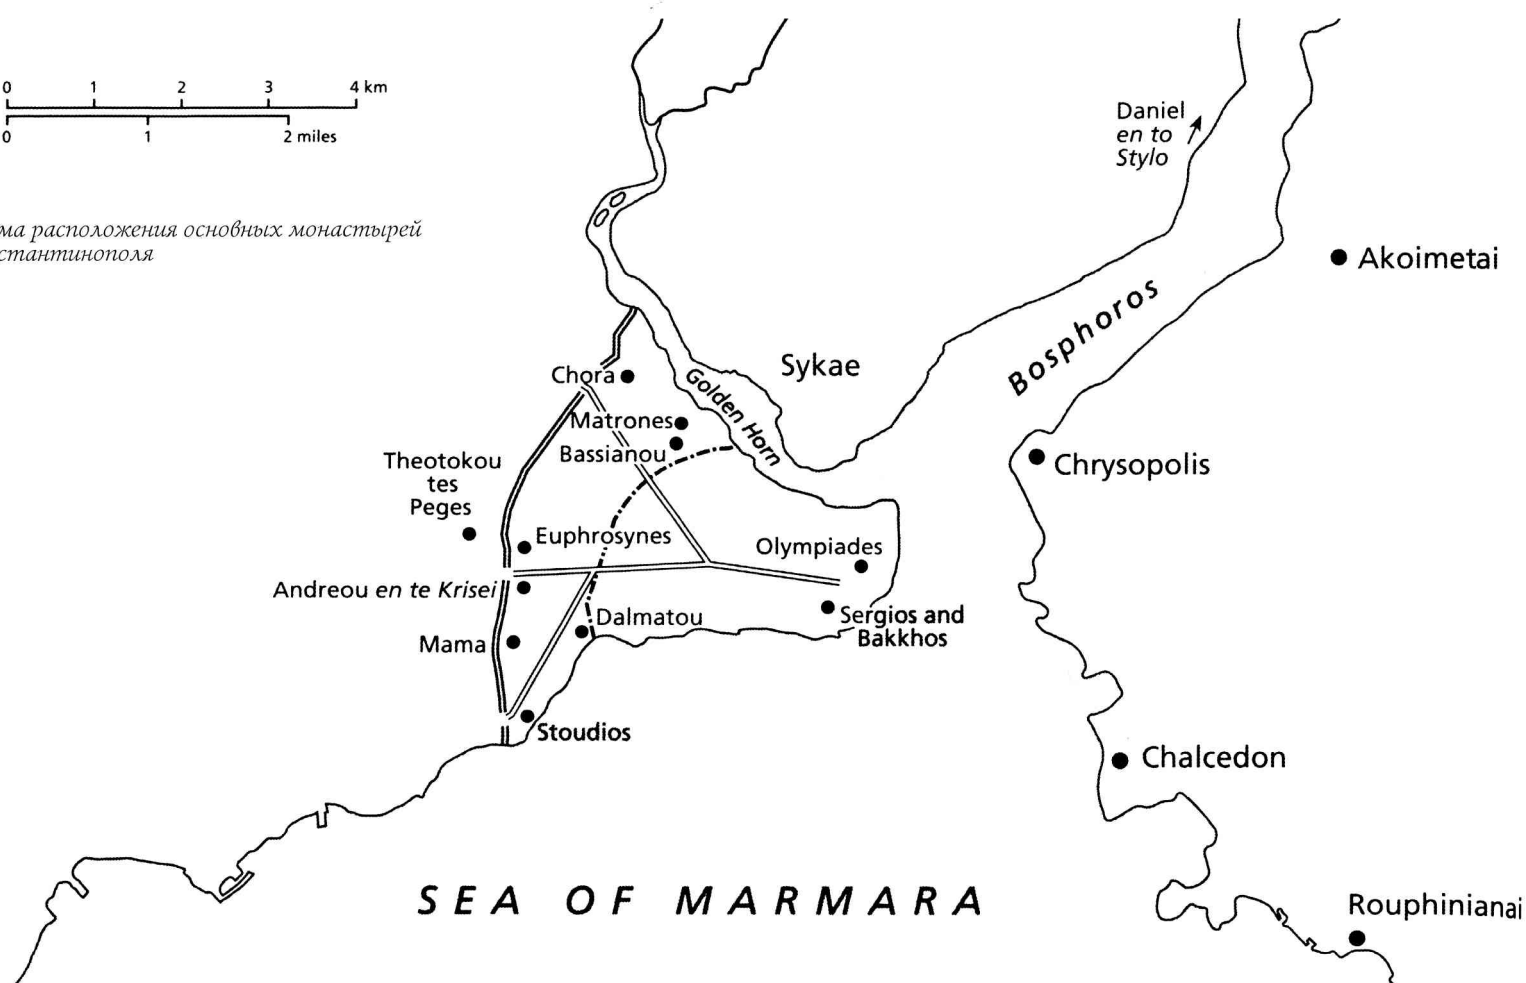 0 1 2 3 4 km
0 1 2 miles
Daniel
en to
Stylo
ма расположения основных монастырей
стантинополя
Akoimetai
Bosphoros
Sykae
Chora
Golden Horn
Matrones
Bassianou
Theotokou
tes
Peges
Chrysopolis
Euphrosynes
Olympiades
Andreou en te Krisei
Dalmatou
Sergios and
Bakkhos
Mama
Stoudios
Chalcedon
SEA OF MARMARA
Rouphinianai